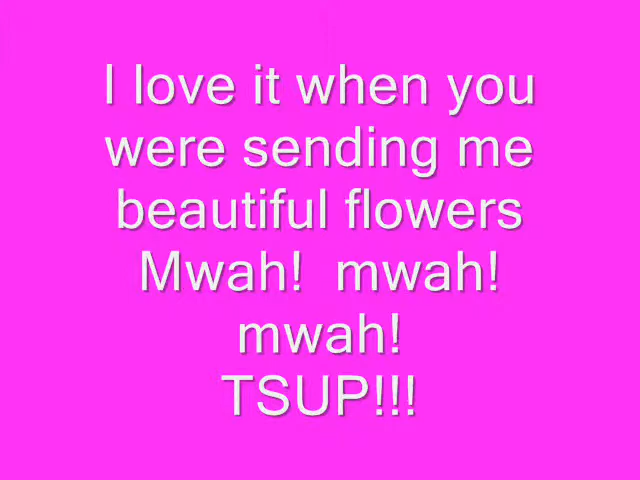 I love it when you
were sending me
beautiful flowers
Mwah!  mwah!
mwah!
TSUP!!!